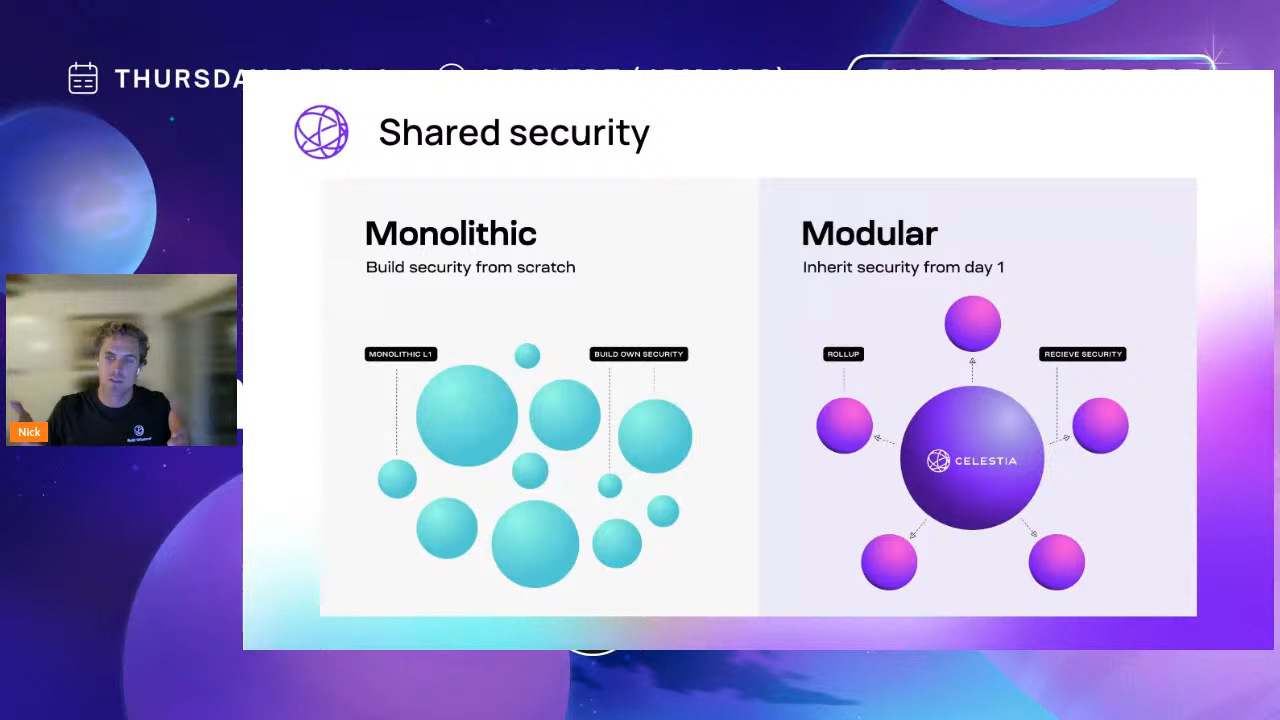 THURSDAY
Shared security
Monolithic
Build security from scratch
MONOLITHIC L1
BUILD OWN SECURITY
Modular
Inherit security from day 1
ROLLUP
RECIEVE SECURITY
CELESTIA
Nick